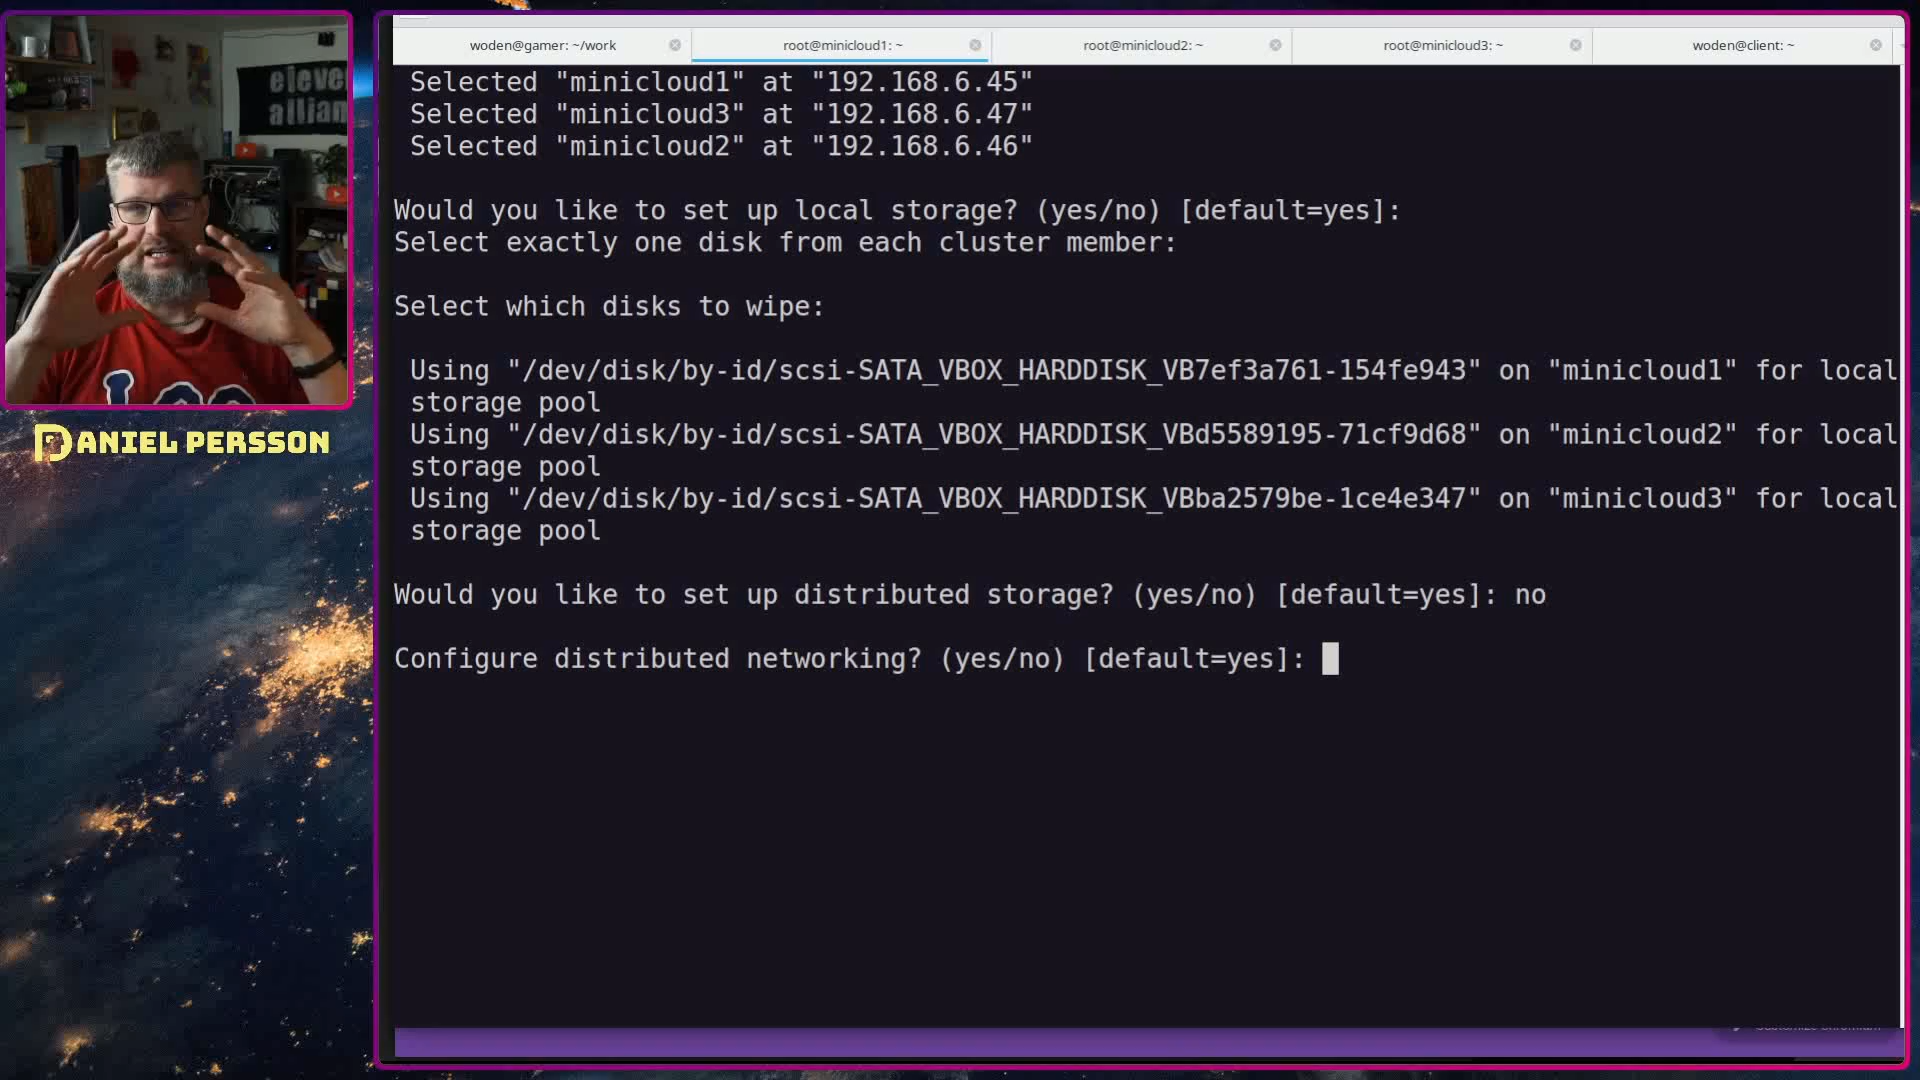 woden@gamer: ~/work
root@minicloud1: ~
root@minicloud2: ~
root@minicloud3: ~
woden@client: ~
Selected "minicloud1" at "192.168.6.45"
Selected "minicloud3" at "192.168.6.47"
Selected "minicloud2" at "192.168.6.46"
Would you like to set up local storage? (yes/no) [default=yes]:
Select exactly one disk from each cluster member:
Select which disks to wipe:
Using "/dev/disk/by-id/scsi-SATA_VBOX_HARDDISK_VB7ef3a761-154fe943" on "minicloud1" for local
storage pool
Using "/dev/disk/by-id/scsi-SATA_VBOX_HARDDISK_VBd5589195-71cf9d68" on "minicloud2" for local
storage pool
Using "/dev/disk/by-id/scsi-SATA_VBOX_HARDDISK_VBba2579be-1ce4e347" on "minicloud3" for local
storage pool
Would you like to set up distributed storage? (yes/no) [default=yes]: no
Configure distributed networking? (yes/no) [default=yes]:
DANIEL PERSSON